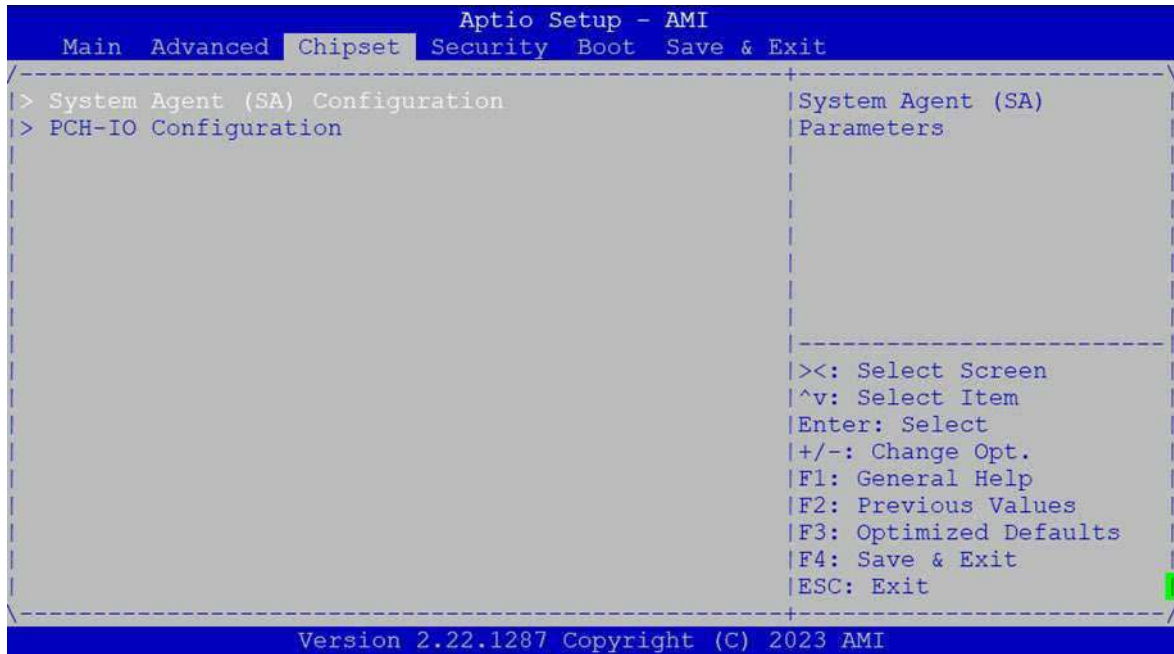 Aptio Setup - AMI
Main Advanced Chipset Security Boot Save & Exit
> System Agent (SA) Configuration
> PCH-IO Configuration
System Agent (SA)
Parameters
><: Select Screen
^v: Select Item
Enter: Select
+/-: Change Opt.
F1: General Help
F2: Previous Values
F3: Optimized Defaults
F4: Save & Exit
ESC: Exit
Version 2.22.1287 Copyright (C) 2023 AMI